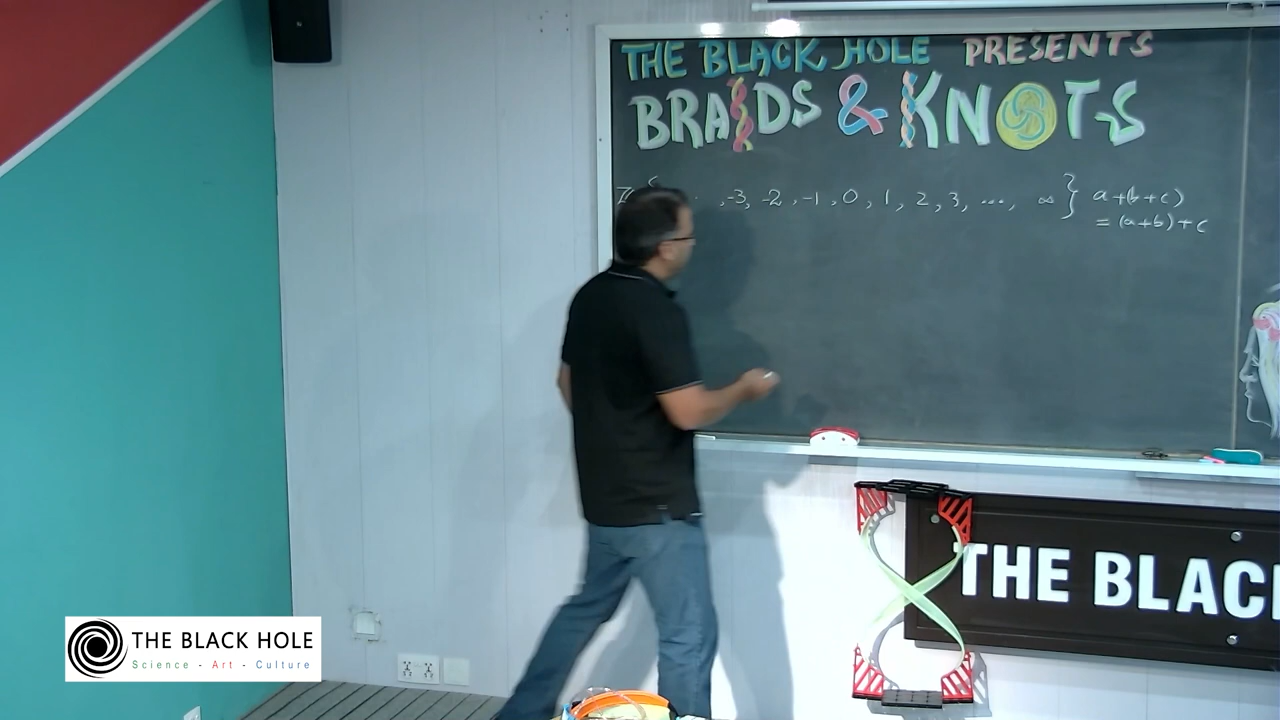 THE BLACK HOLE PRESENTS
BRAIDS & KNOTS
, -3, -2, -1, 0, 1, 2, 3, ..., ∞ } a+(b+c)
= (a+b)+c
THE BLAC
THE BLACK HOLE
Science - Art - Culture